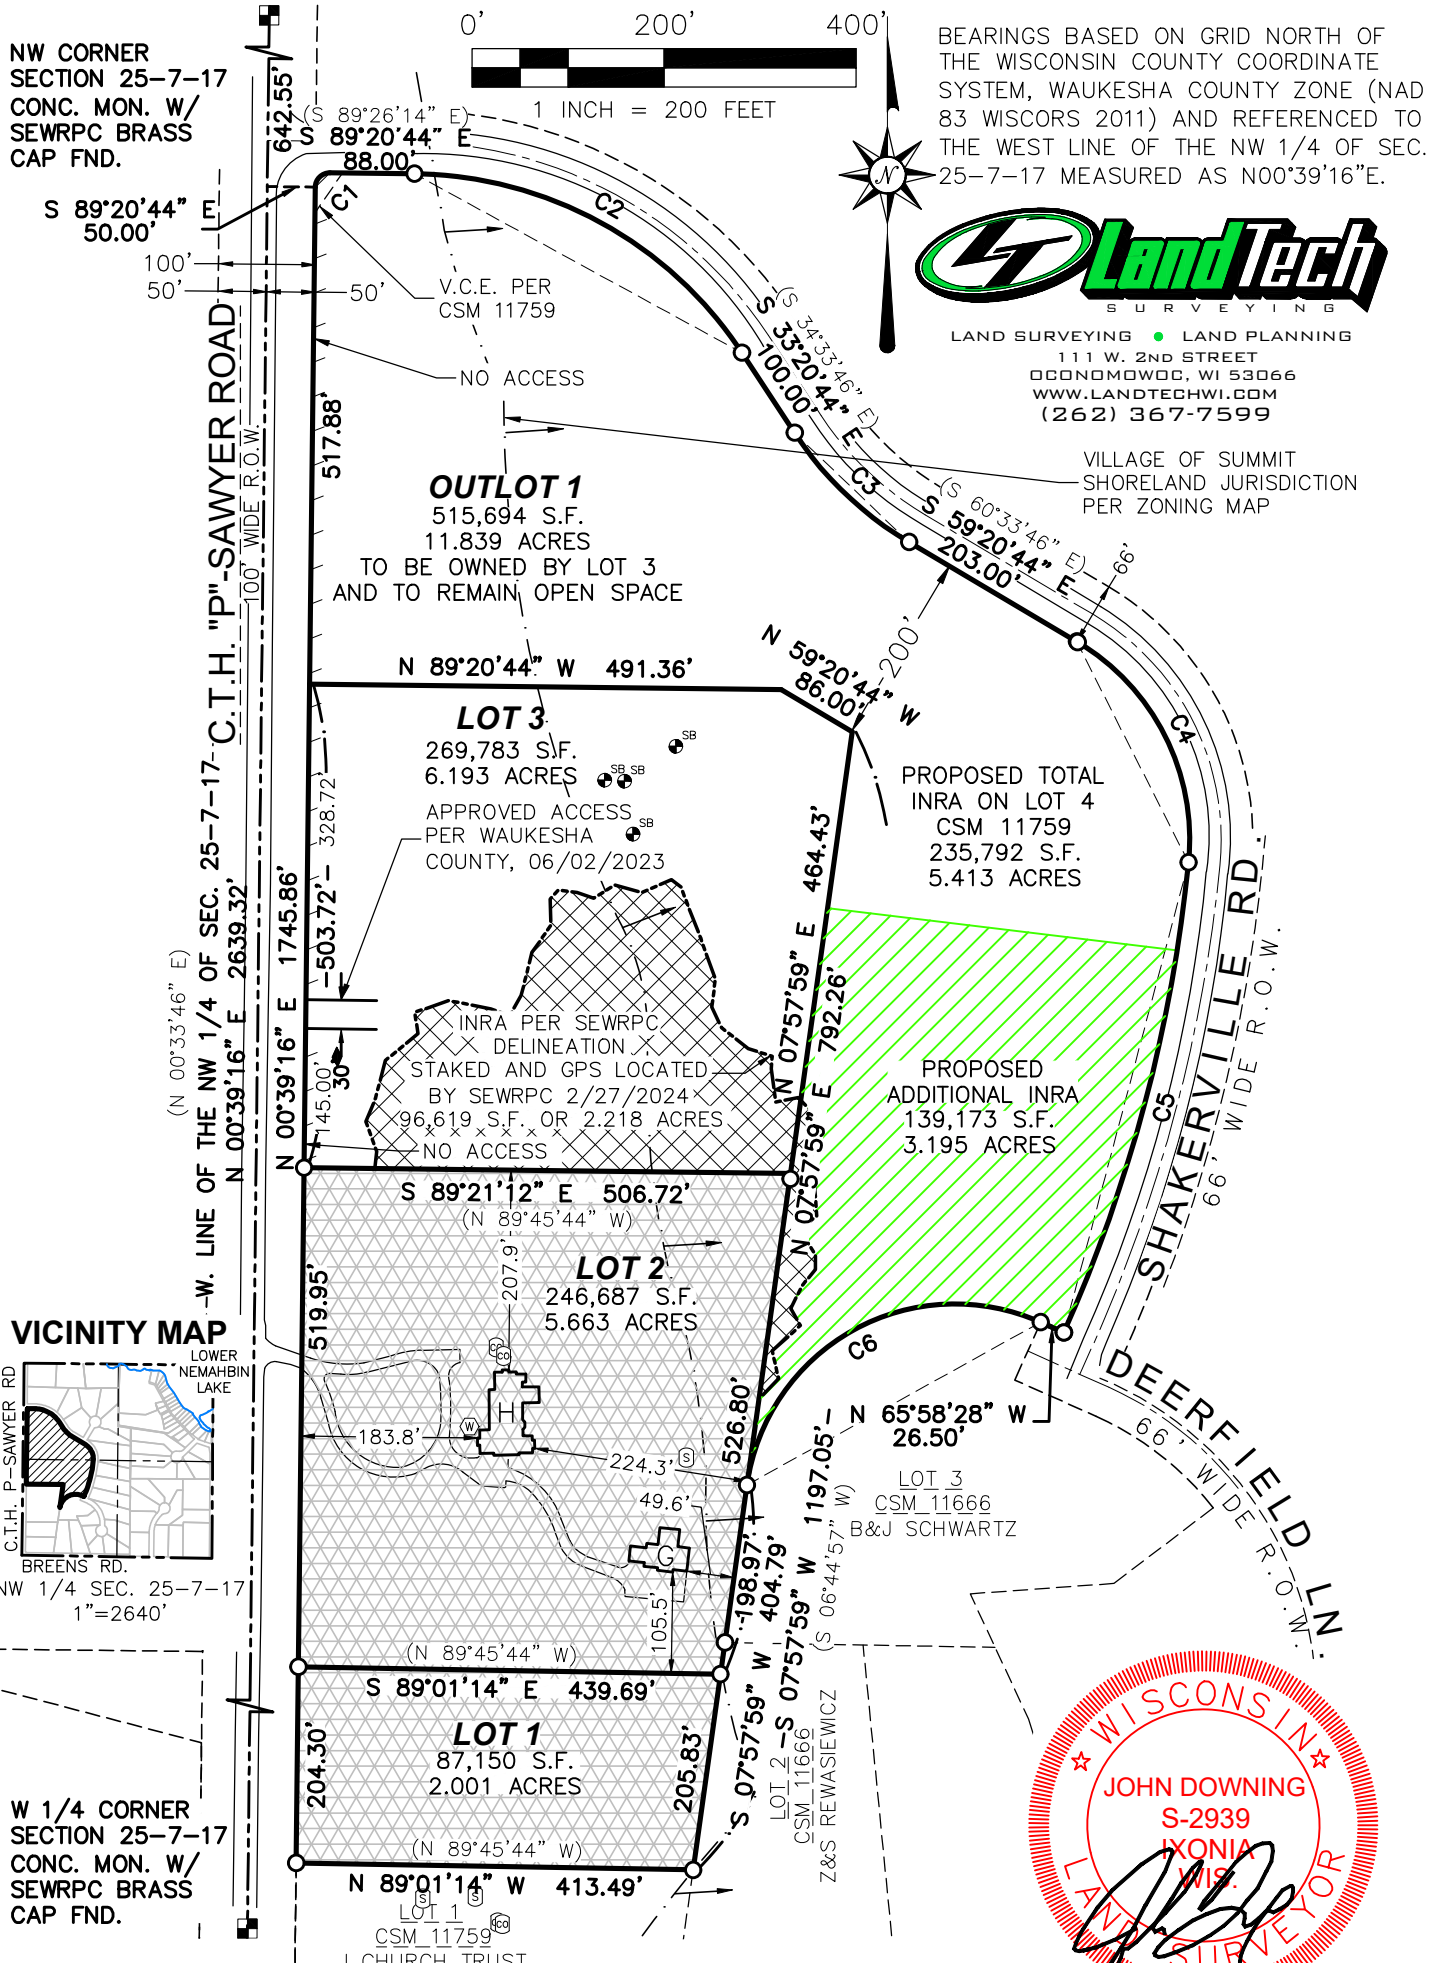 0' 200' 400'
1 INCH = 200 FEET
NW CORNER
SECTION 25-7-17
CONC. MON. W/
SEWRPC BRASS
CAP FND.
BEARINGS BASED ON GRID NORTH OF
THE WISCONSIN COUNTY COORDINATE
SYSTEM, WAUKESHA COUNTY ZONE (NAD
83 WISCORS 2011) AND REFERENCED TO
THE WEST LINE OF THE NW 1/4 OF SEC.
25-7-17 MEASURED AS N00°39'16"E.
N
LT LandTech
SURVEYING
LAND SURVEYING • LAND PLANNING
111 W. 2ND STREET
OCONOMOWOC, WI 53066
WWW.LANDTECHWI.COM
(262) 367-7599
642.55'
(S 89°26'14" E)
S 89°20'44" E
88.00'
S 89°20'44" E
50.00'
C1
C2
100'
50' 50'
V.C.E. PER
CSM 11759
NO ACCESS
C.T.H. "P"-SAWYER ROAD
100' WIDE R.O.W.
517.88'
(S 34°33'46" E)
S 33°20'44" E
100.00'
C3
VILLAGE OF SUMMIT
SHORELAND JURISDICTION
PER ZONING MAP
(S 60°33'46" E)
S 59°20'44" E
203.00'
66'
C4
OUTLOT 1
515,694 S.F.
11.839 ACRES
TO BE OWNED BY LOT 3
AND TO REMAIN OPEN SPACE
N 89°20'44" W 491.36'
N 59°20'44" W
86.00'
200'
LOT 3
269,783 S.F.
6.193 ACRES
SB
SB SB
SB
APPROVED ACCESS
PER WAUKESHA
COUNTY, 06/02/2023
328.72'
503.72'
N 00°39'16" E 1745.86'
30'
145.00'
W. LINE OF THE NW 1/4 OF SEC. 25-7-17
N 00°39'16" E 2639.32'
(N 00°33'46" E)
PROPOSED TOTAL
INRA ON LOT 4
CSM 11759
235,792 S.F.
5.413 ACRES
N 07°57'59" E 464.43'
N 07°57'59" E 792.26'
INRA PER SEWRPC
DELINEATION
STAKED AND GPS LOCATED
BY SEWRPC 2/27/2024
96,619 S.F. OR 2.218 ACRES
NO ACCESS
PROPOSED
ADDITIONAL INRA
139,173 S.F.
3.195 ACRES
C5
SHAKERVILLE RD.
66' WIDE R.O.W.
S 89°21'12" E 506.72'
(N 89°45'44" W)
207.9'
LOT 2
246,687 S.F.
5.663 ACRES
519.95'
CO
CO
H
W
183.8'
224.3'
S
49.6'
G
105.5'
526.80'
C6
N 65°58'28" W
26.50'
DEERFIELD LN.
66' WIDE R.O.W.
LOT 3
CSM 11666
B&J SCHWARTZ
S 07°57'59" W 1197.05'
(S 06°44'57" W)
198.97'
S 07°57'59" W 404.79'
VICINITY MAP
LOWER
NEMAHBIN
LAKE
C.T.H. P-SAWYER RD
BREENS RD.
NW 1/4 SEC. 25-7-17
1"=2640'
(N 89°45'44" W)
S 89°01'14" E 439.69'
LOT 1
87,150 S.F.
2.001 ACRES
204.30'
205.83'
S 07°57'59" W
LOT 2
CSM 11666
Z&S REWASIEWICZ
(N 89°45'44" W)
N 89°01'14" W 413.49'
S S
CO
LOT 1
CSM 11759
CHURCH TRUST
W 1/4 CORNER
SECTION 25-7-17
CONC. MON. W/
SEWRPC BRASS
CAP FND.
WISCONSIN
JOHN DOWNING
S-2939
IXONIA
WIS.
LAND SURVEYOR